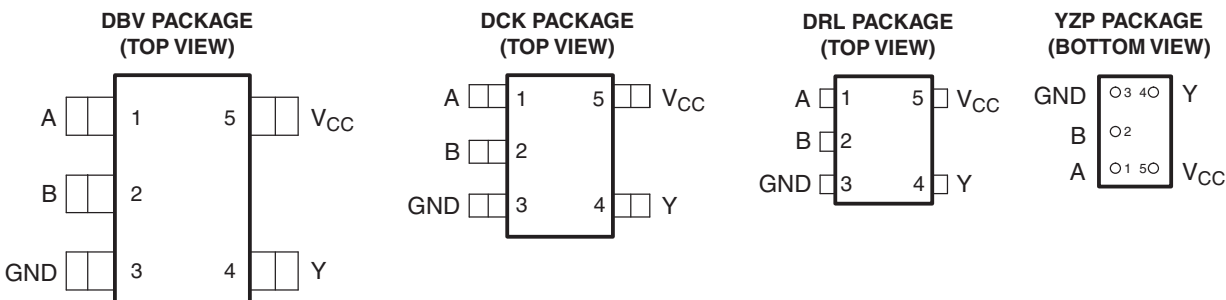 DBV PACKAGE
(TOP VIEW)
A 1 5 VCC
B 2
GND 3 4 Y
DCK PACKAGE
(TOP VIEW)
A 1 5 VCC
B 2
GND 3 4 Y
DRL PACKAGE
(TOP VIEW)
A 1 5 VCC
B 2
GND 3 4 Y
YZP PACKAGE
(BOTTOM VIEW)
GND 3 4 Y
B 2
A 1 5 VCC